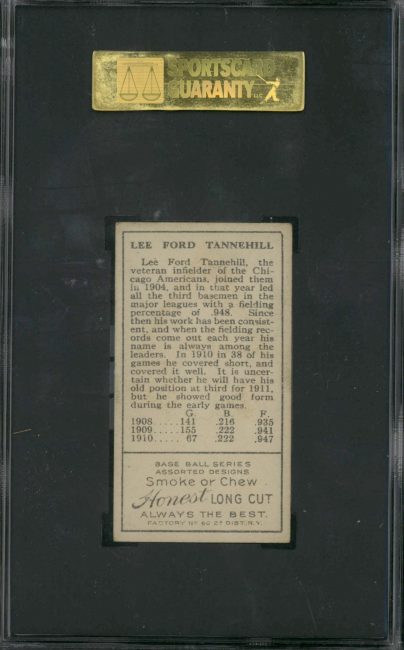 SPORTSCARD
GUARANTY LLC
LEE FORD TANNEHILL
Lee Ford Tannehill, the
veteran infielder of the Chi-
cago Americans, joined them
in 1904, and in that year led
all the third basemen in the
major leagues with a fielding
percentage of .948. Since
then his work has been consist-
ent, and when the fielding rec-
ords come out each year his
name is always among the
leaders. In 1910 in 38 of his
games he covered short, and
covered it well. It is uncer-
tain whether he will have his
old position at third for 1911,
but he showed good form
during the early games.
G. B. F.
1908.....141 .216 .935
1909.....155 .222 .941
1910..... 67 .222 .947
BASE BALL SERIES
ASSORTED DESIGNS
Smoke or Chew
Honest LONG CUT
ALWAYS THE BEST.
FACTORY No 60 2d DIST. N.Y.